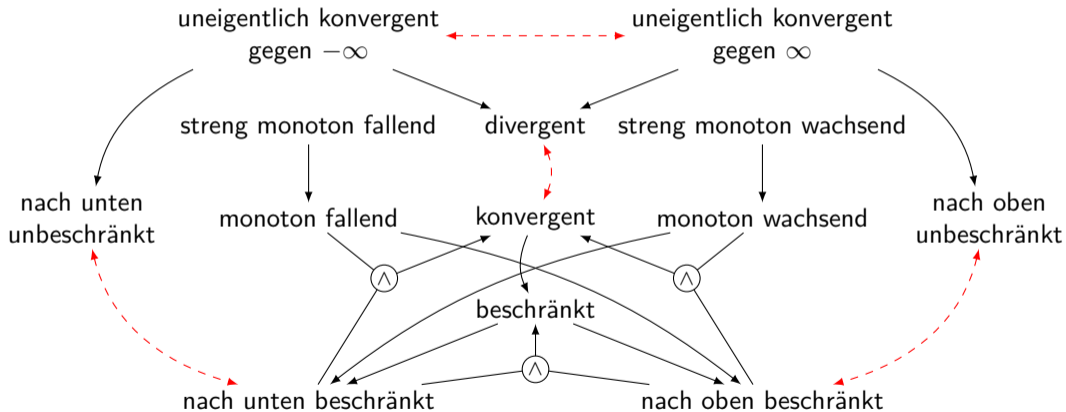 uneigentlich konvergent
gegen −∞
uneigentlich konvergent
gegen ∞
streng monoton fallend
divergent
streng monoton wachsend
nach unten
unbeschränkt
monoton fallend
konvergent
monoton wachsend
nach oben
unbeschränkt
∧
∧
beschränkt
∧
nach unten beschränkt
nach oben beschränkt